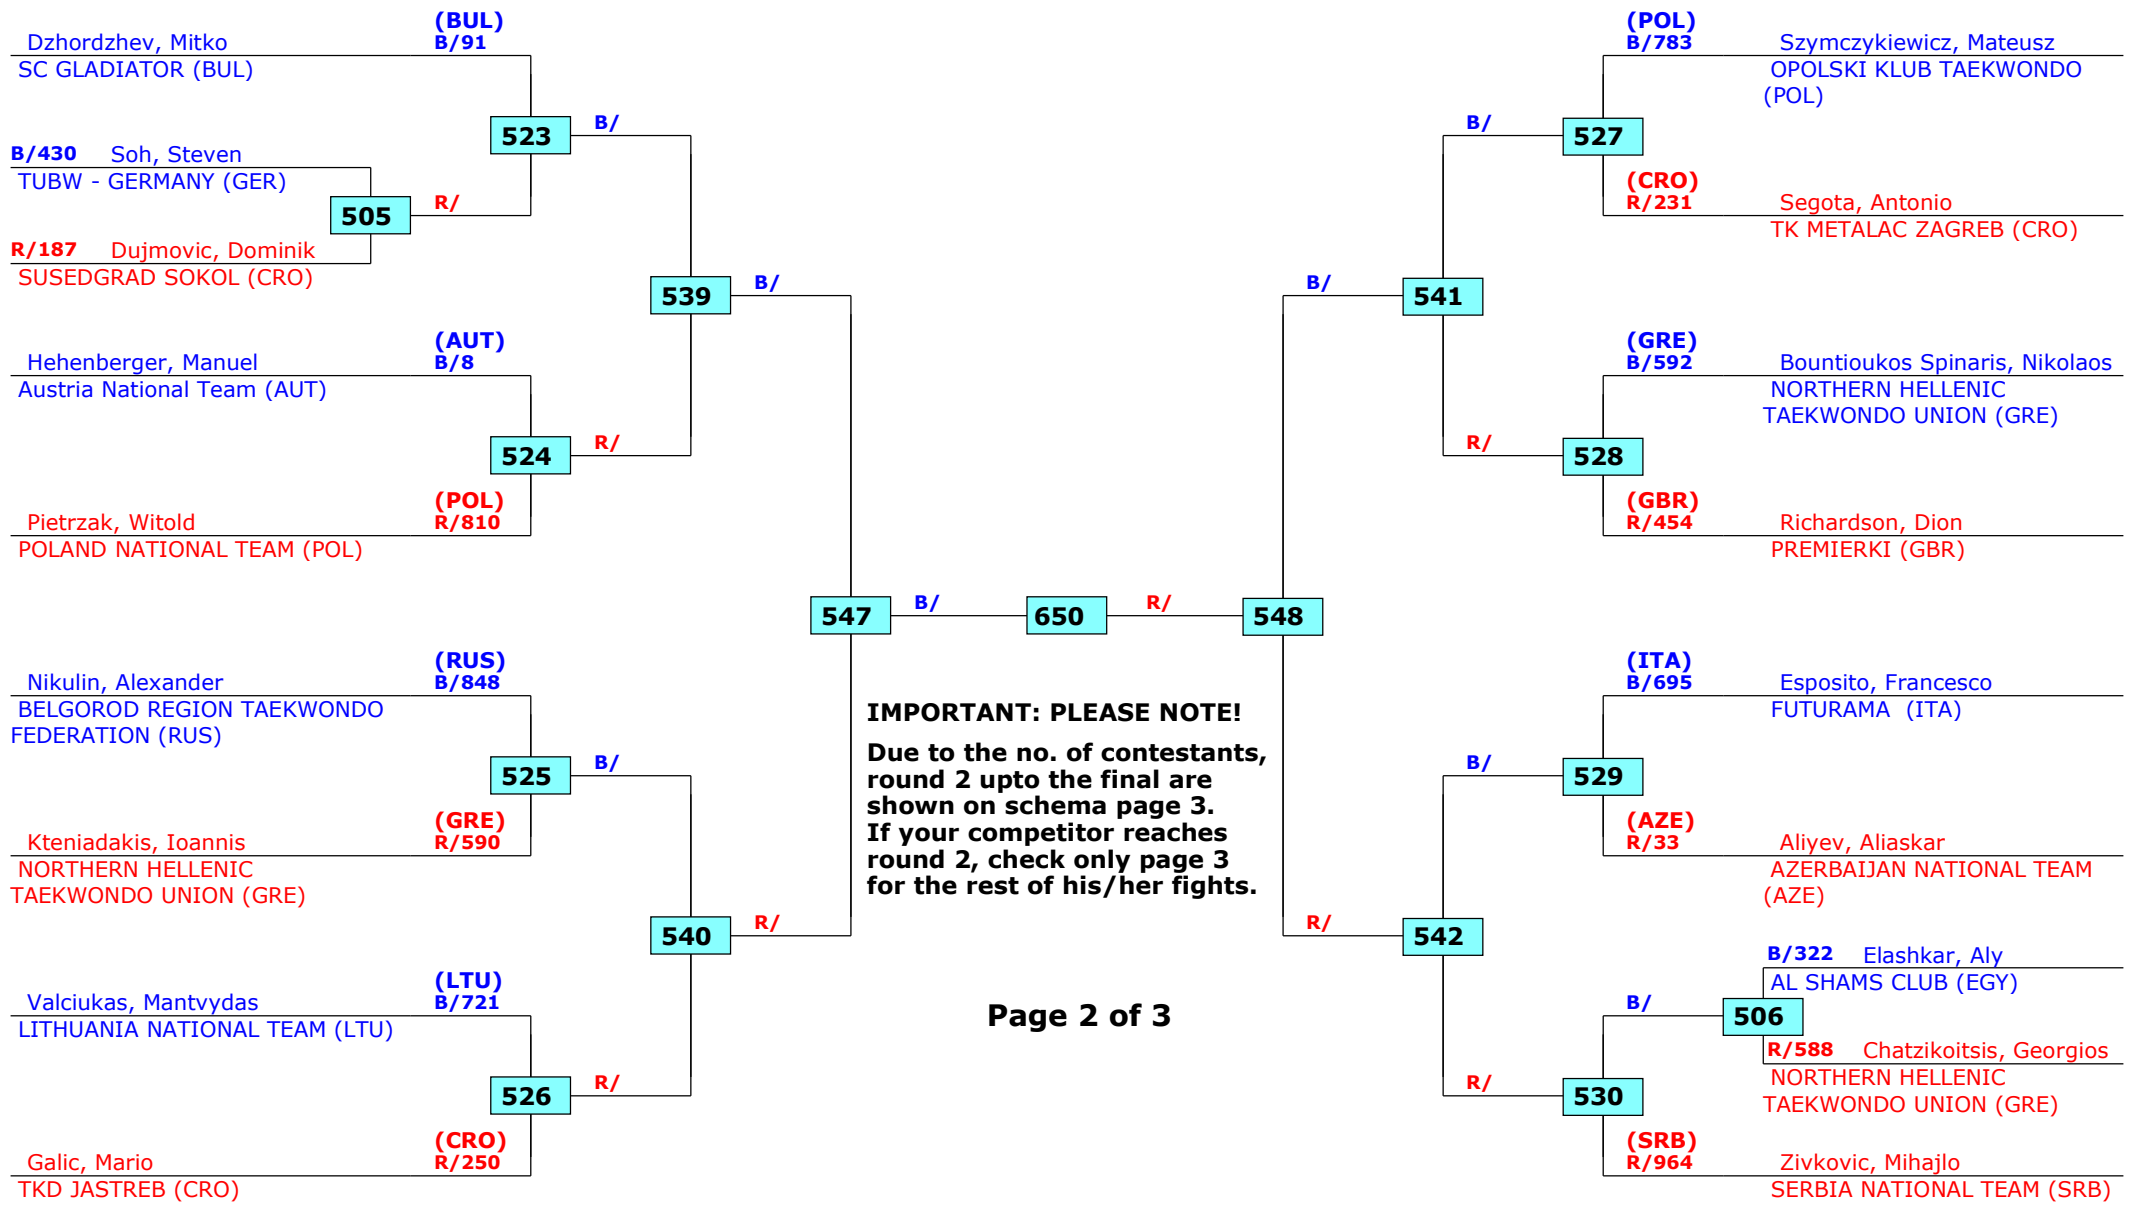 (BUL)
Dzhordzhev, Mitko
B/91
SC GLADIATOR (BUL)
523
B/
B/430
Soh, Steven
TUBW - GERMANY (GER)
505
R/
R/187
Dujmovic, Dominik
SUSEDGRAD SOKOL (CRO)
539
B/
(AUT)
Hehenberger, Manuel
B/8
Austria National Team (AUT)
524
R/
(POL)
Pietrzak, Witold
R/810
POLAND NATIONAL TEAM (POL)
547
B/
650
R/
548
(RUS)
Nikulin, Alexander
B/848
BELGOROD REGION TAEKWONDO
FEDERATION (RUS)
525
B/
(GRE)
Kteniadakis, Ioannis
R/590
NORTHERN HELLENIC
TAEKWONDO UNION (GRE)
540
R/
(LTU)
Valciukas, Mantvydas
B/721
LITHUANIA NATIONAL TEAM (LTU)
526
R/
(CRO)
Galic, Mario
R/250
TKD JASTREB (CRO)
IMPORTANT: PLEASE NOTE!
Due to the no. of contestants,
round 2 upto the final are
shown on schema page 3.
If your competitor reaches
round 2, check only page 3
for the rest of his/her fights.
Page 2 of 3
(POL)
B/783
Szymczykiewicz, Mateusz
OPOLSKI KLUB TAEKWONDO
(POL)
B/
527
(CRO)
R/231
Segota, Antonio
TK METALAC ZAGREB (CRO)
B/
541
(GRE)
B/592
Bountioukos Spinaris, Nikolaos
NORTHERN HELLENIC
TAEKWONDO UNION (GRE)
R/
528
(GBR)
R/454
Richardson, Dion
PREMIERKI (GBR)
(ITA)
B/695
Esposito, Francesco
FUTURAMA (ITA)
B/
529
(AZE)
R/33
Aliyev, Aliaskar
AZERBAIJAN NATIONAL TEAM
(AZE)
R/
542
B/322
Elashkar, Aly
AL SHAMS CLUB (EGY)
B/
506
R/588
Chatzikoitsis, Georgios
NORTHERN HELLENIC
TAEKWONDO UNION (GRE)
R/
530
(SRB)
R/964
Zivkovic, Mihajlo
SERBIA NATIONAL TEAM (SRB)